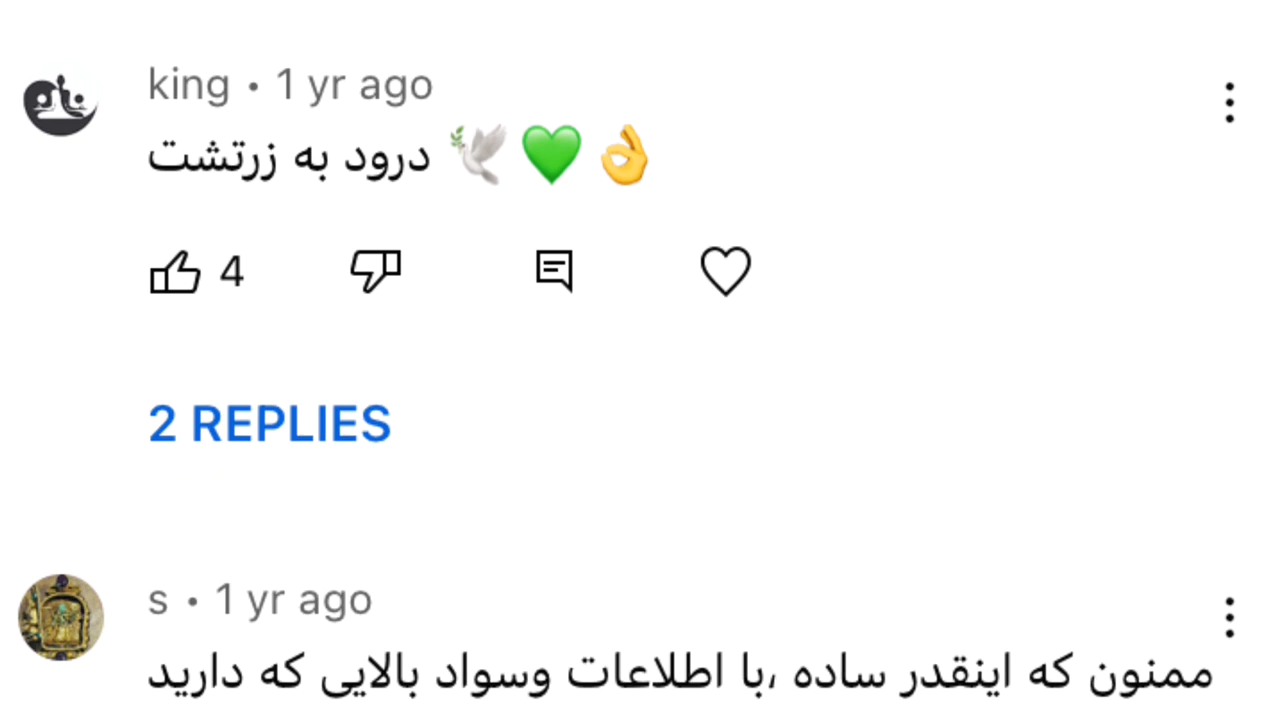 king • 1 yr ago
درود به زرتشت 🕊️ 💚 👌
4
2 REPLIES
s • 1 yr ago
ممنون که اینقدر ساده ،با اطلاعات وسواد بالایی که دارید